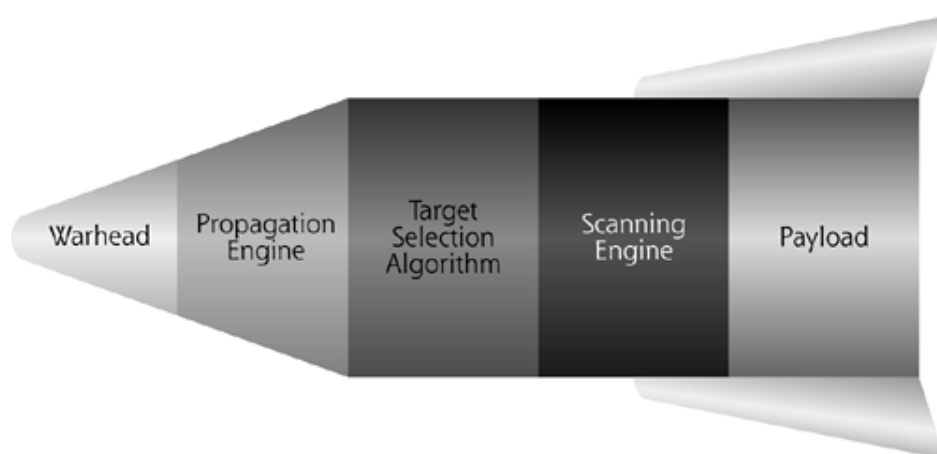 Warhead
Propagation
Engine
Target
Selection
Algorithm
Scanning
Engine
Payload